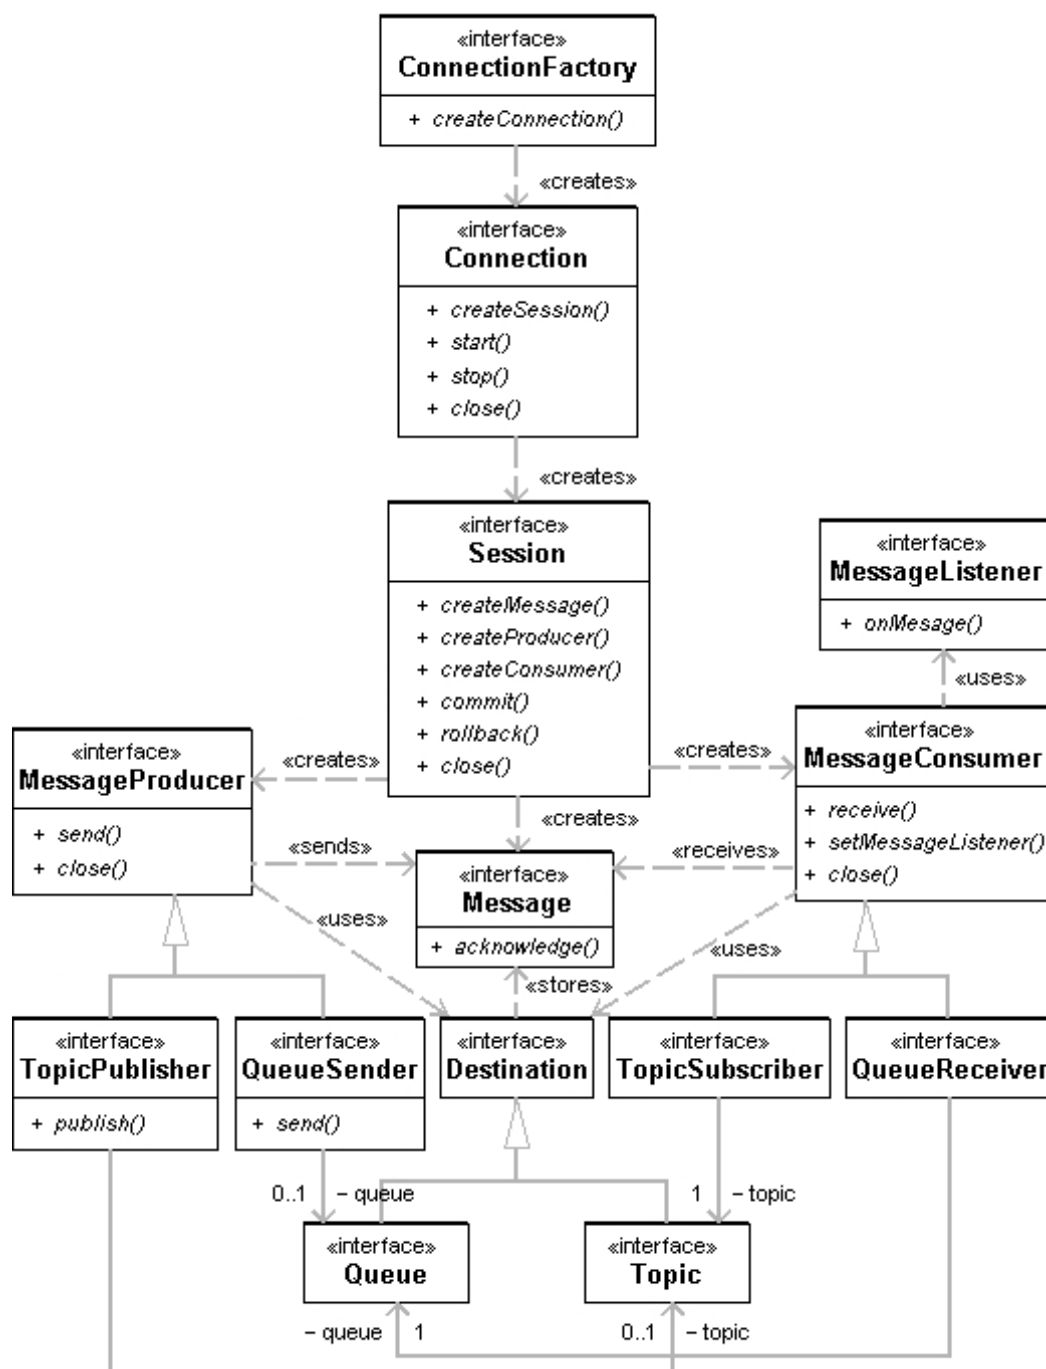 «interface»
ConnectionFactory
+ createConnection()
«creates»
«interface»
Connection
+ createSession()
+ start()
+ stop()
+ close()
«creates»
«interface»
Session
+ createMessage()
+ createProducer()
+ createConsumer()
+ commit()
+ rollback()
+ close()
«interface»
MessageListener
+ onMesage()
«uses»
«interface»
MessageProducer
+ send()
+ close()
«creates»
«creates»
«interface»
MessageConsumer
+ receive()
+ setMessageListener()
+ close()
«creates»
«sends»
«receives»
«interface»
Message
+ acknowledge()
«uses»
«uses»
«stores»
«interface»
TopicPublisher
+ publish()
«interface»
QueueSender
+ send()
«interface»
Destination
«interface»
TopicSubscriber
«interface»
QueueReceiver
0..1 – queue
1 – topic
«interface»
Queue
«interface»
Topic
– queue 1
0..1 – topic